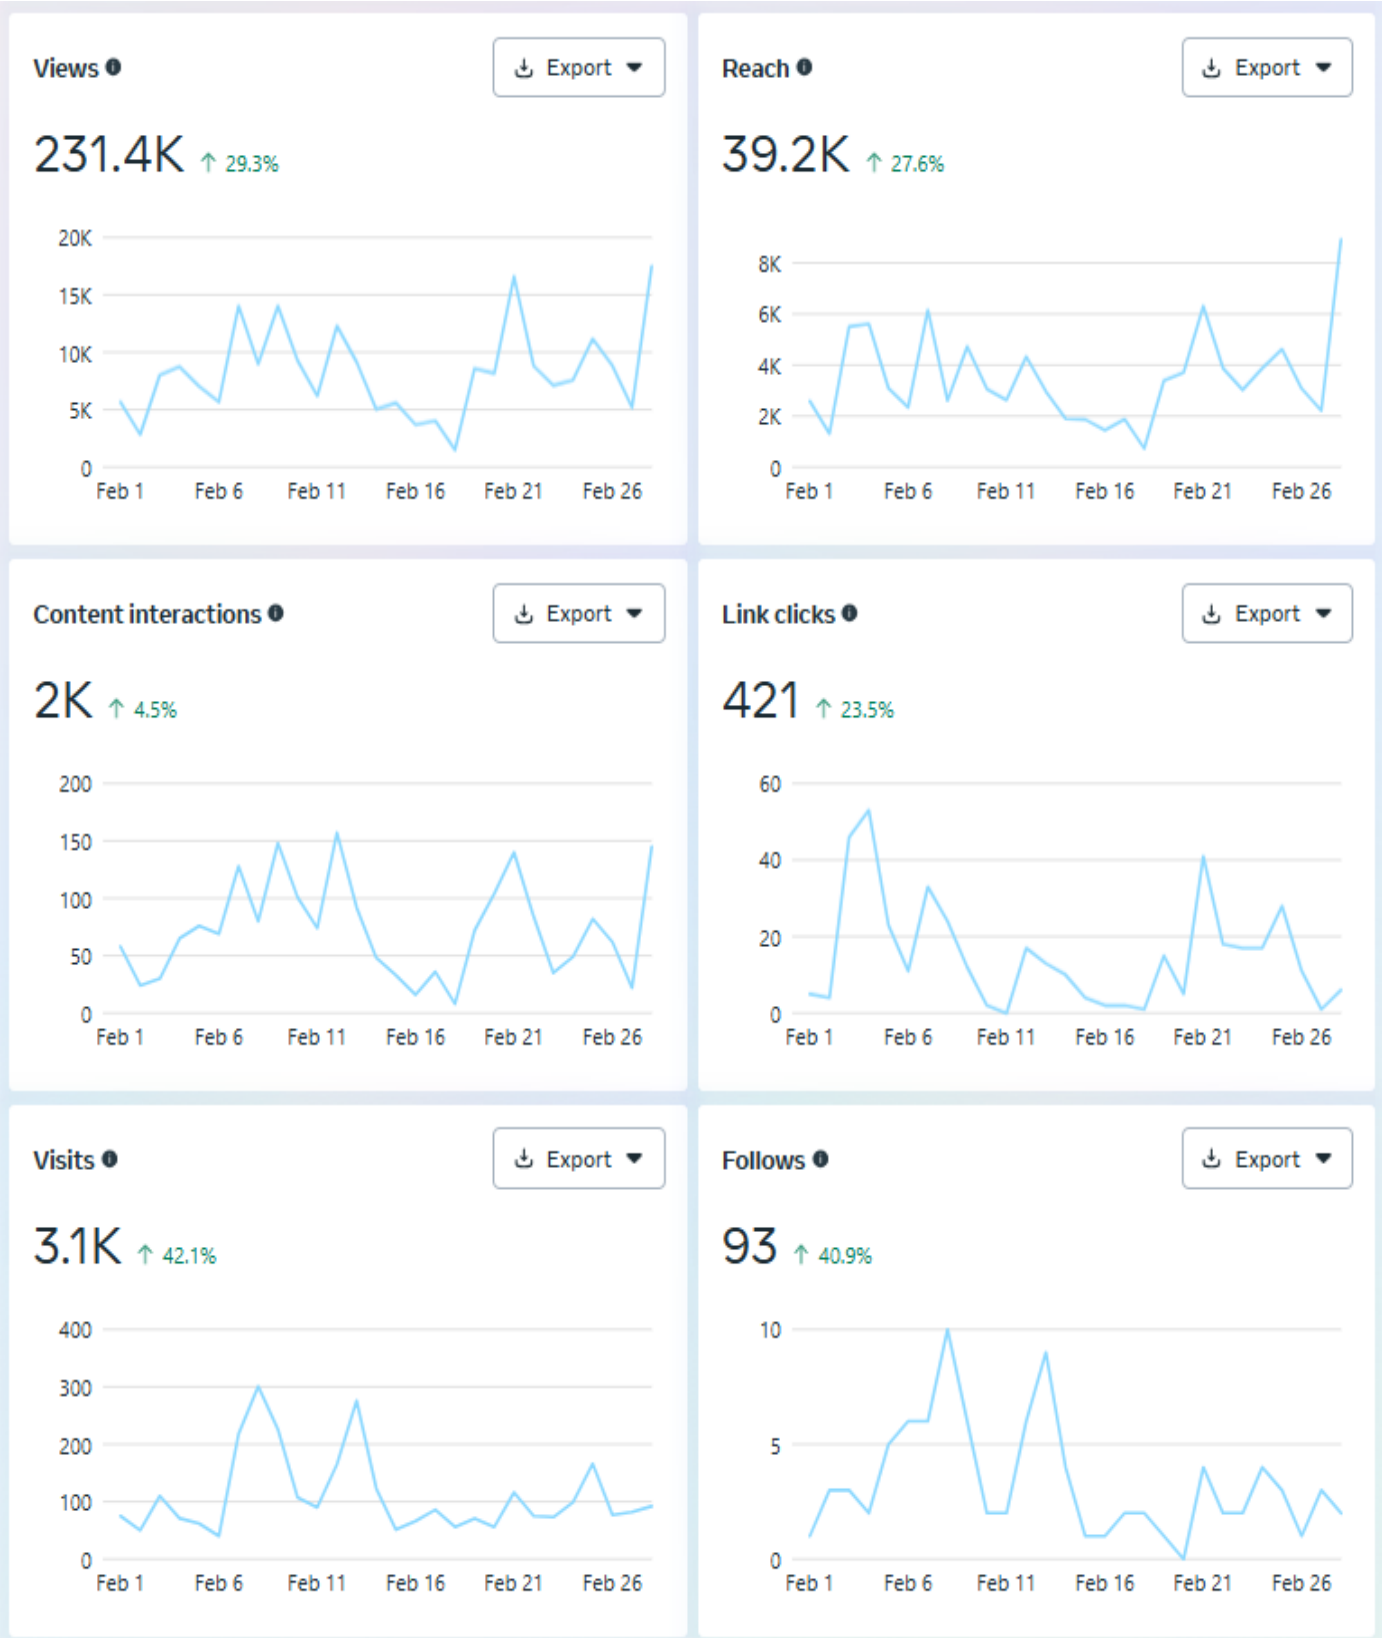 Views
Export
231.4K 29.3%
20K
15K
10K
5K
0
Feb 1 Feb 6 Feb 11 Feb 16 Feb 21 Feb 26
Reach
Export
39.2K 27.6%
8K
6K
4K
2K
0
Feb 1 Feb 6 Feb 11 Feb 16 Feb 21 Feb 26
Content interactions
Export
2K 4.5%
200
150
100
50
0
Feb 1 Feb 6 Feb 11 Feb 16 Feb 21 Feb 26
Link clicks
Export
421 23.5%
60
40
20
0
Feb 1 Feb 6 Feb 11 Feb 16 Feb 21 Feb 26
Visits
Export
3.1K 42.1%
400
300
200
100
0
Feb 1 Feb 6 Feb 11 Feb 16 Feb 21 Feb 26
Follows
Export
93 40.9%
10
5
0
Feb 1 Feb 6 Feb 11 Feb 16 Feb 21 Feb 26